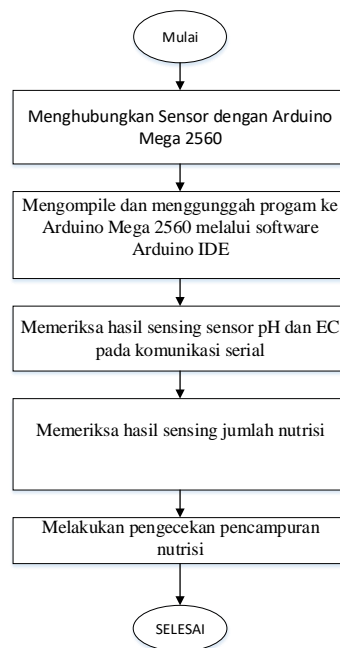 Mulai
Menghubungkan Sensor dengan Arduino
Mega 2560
Mengompile dan menggunggah progam ke
Arduino Mega 2560 melalui software
Arduino IDE
Memeriksa hasil sensing sensor pH dan EC
pada komunikasi serial
Memeriksa hasil sensing jumlah nutrisi
Melakukan pengecekan pencampuran
nutrisi
SELESAI